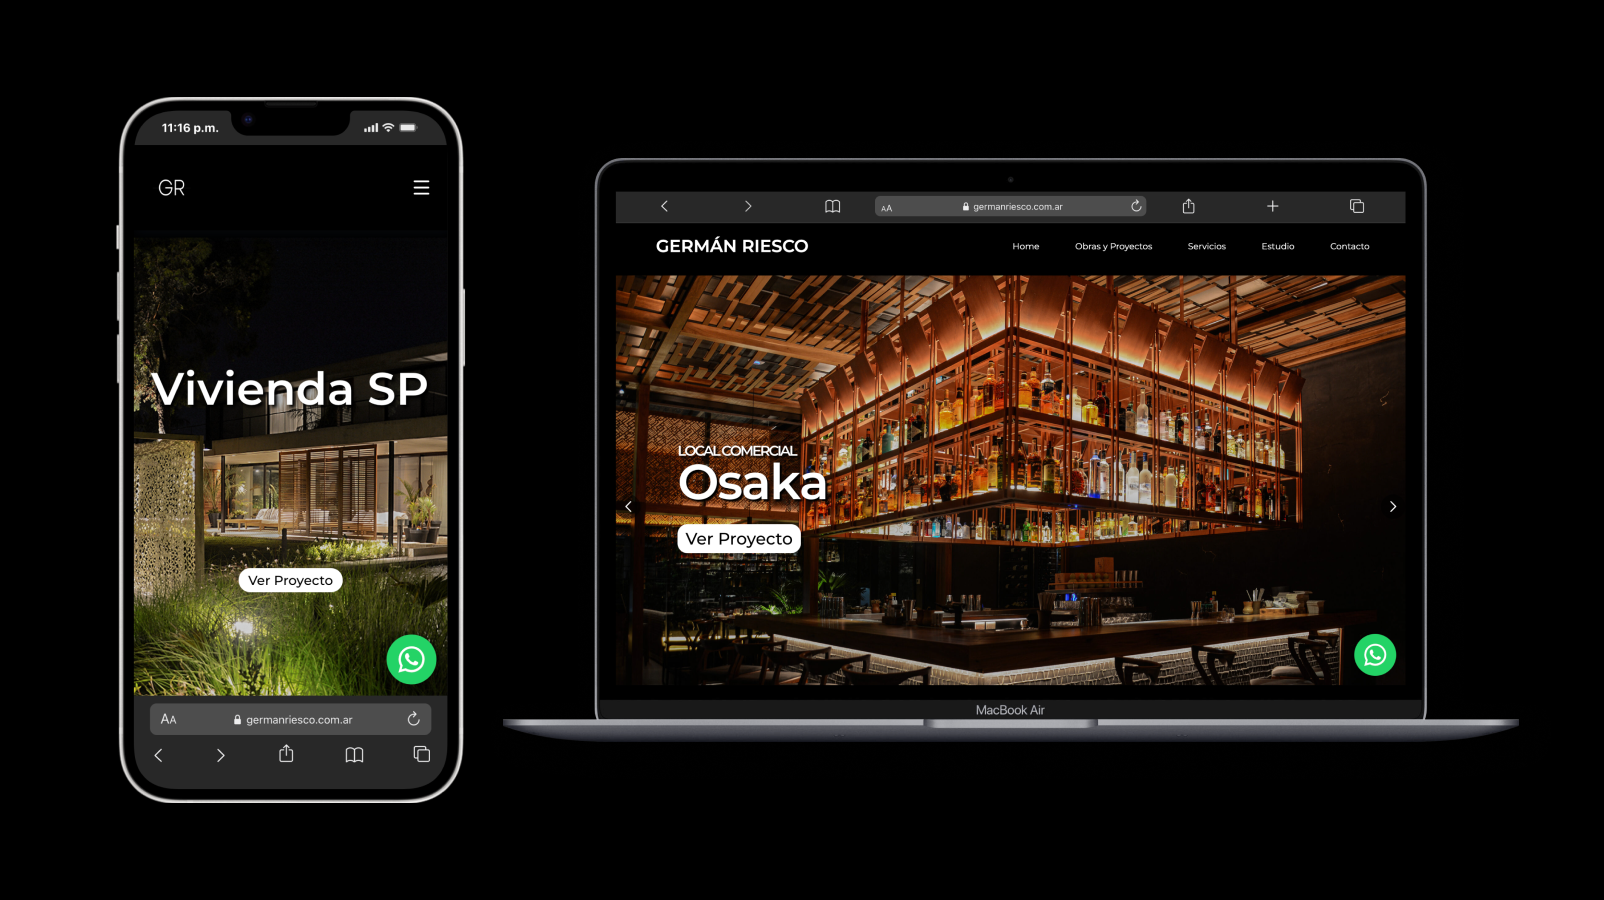 11:16 p.m.
GR
Vivienda SP
Ver Proyecto
AA germanriesco.com.ar
AA germanriesco.com.ar
GERMÁN RIESCO
Home Obras y Proyectos Servicios Estudio Contacto
LOCAL COMERCIAL
Osaka
Ver Proyecto
MacBook Air